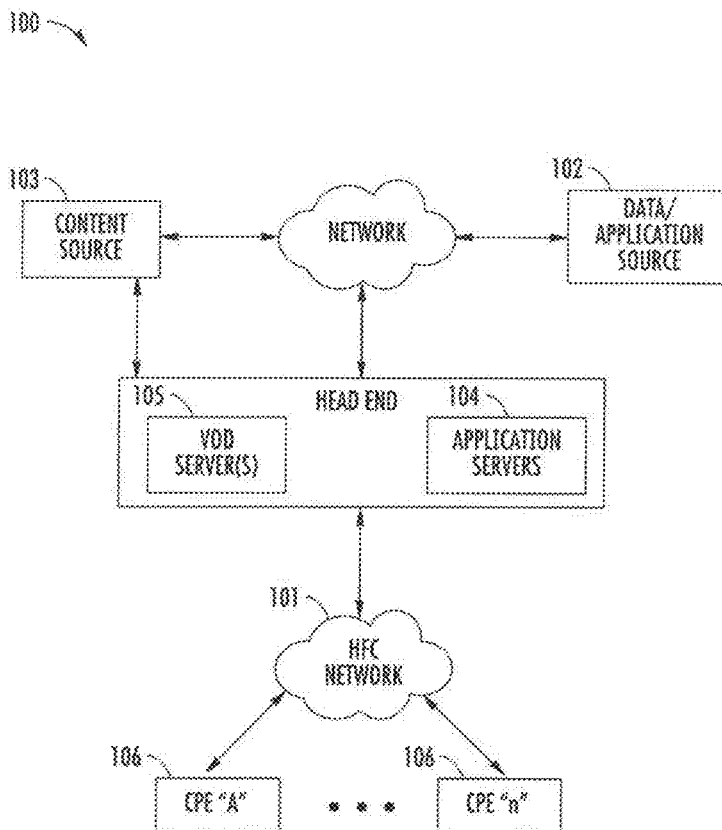 100
103
CONTENT
SOURCE
NETWORK
102
DATA/
APPLICATION
SOURCE
HEAD END
105
VOD
SERVER(S)
104
APPLICATION
SERVERS
101
HFC
NETWORK
106
CPE "A"
106
CPE "n"